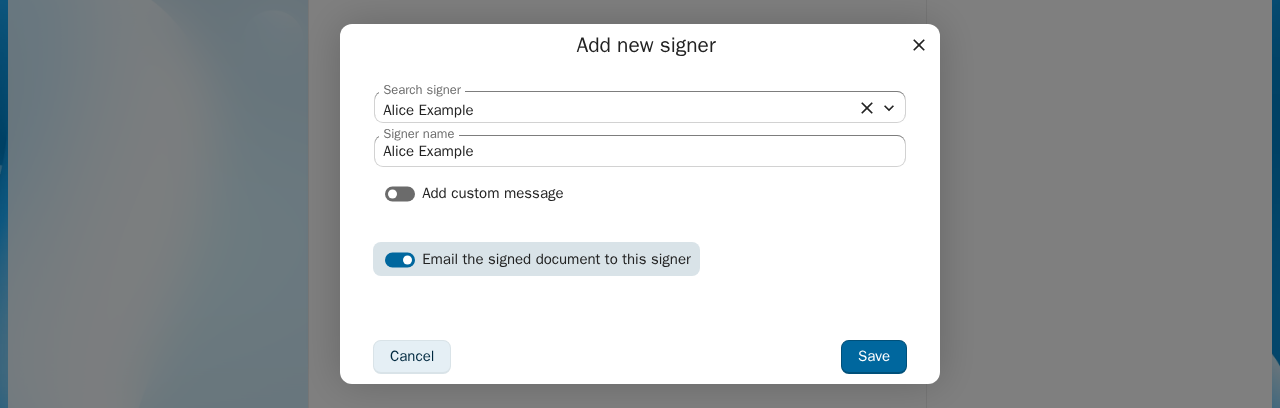 Add new signer
Search signer
Alice Example
Signer name
Alice Example
Add custom message
Email the signed document to this signer
Cancel
Save